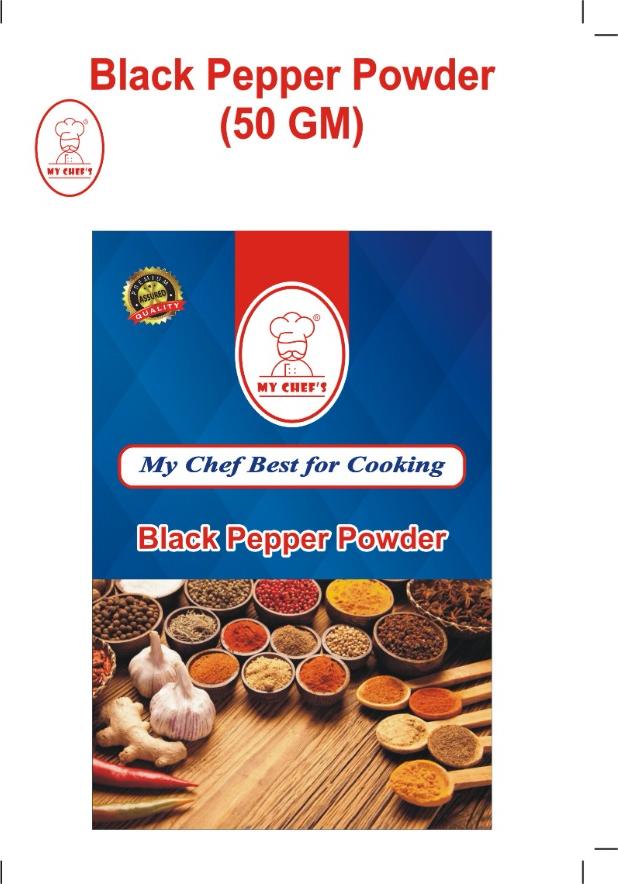 Black Pepper Powder
(50 GM)
®
MY CHEF'S
PREMIUM
ASSURED
QUALITY
®
MY CHEF'S
My Chef Best for Cooking
Black Pepper Powder